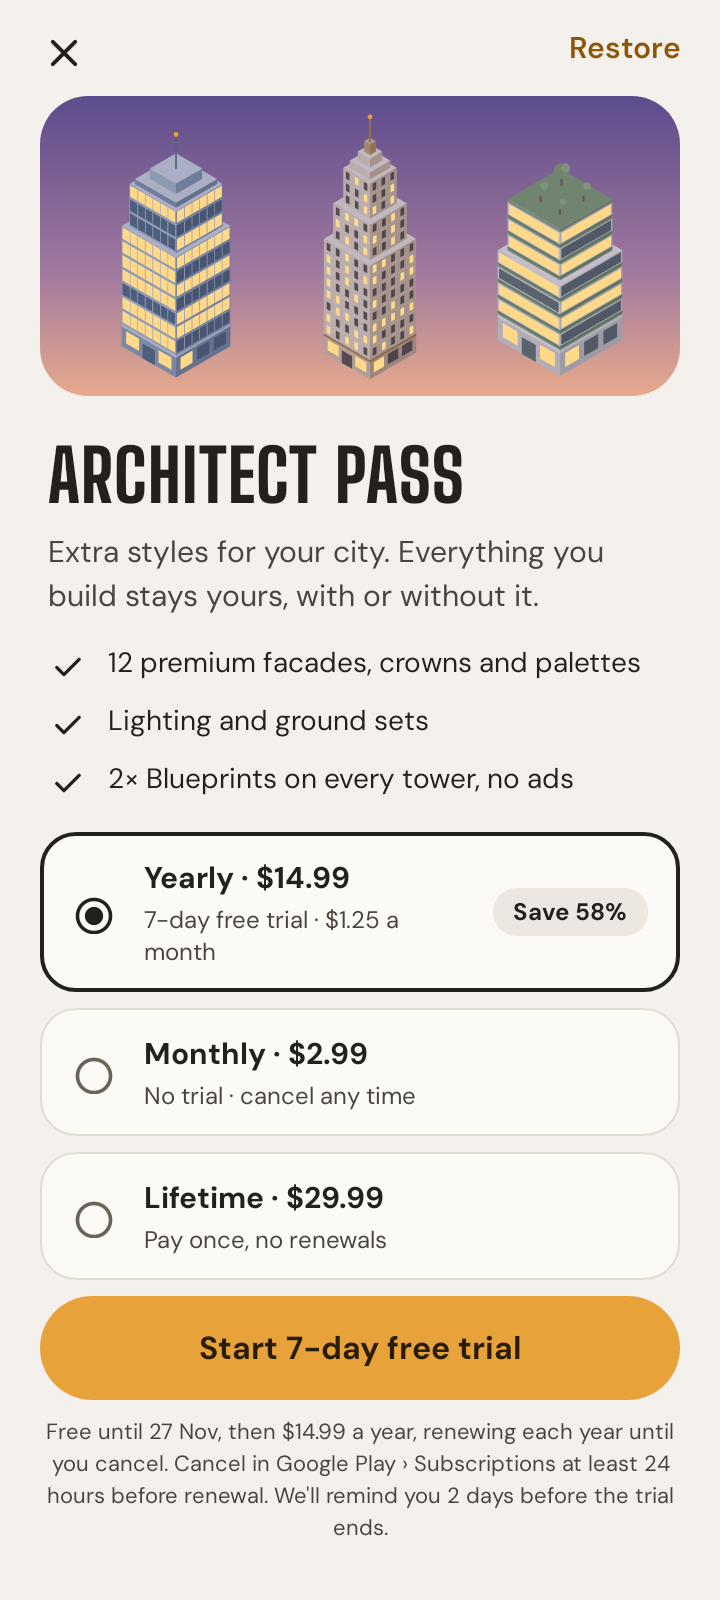 Restore
ARCHITECT PASS
Extra styles for your city. Everything you
build stays yours, with or without it.
12 premium facades, crowns and palettes
Lighting and ground sets
2× Blueprints on every tower, no ads
Yearly · $14.99
7-day free trial · $1.25 a
month
Save 58%
Monthly · $2.99
No trial · cancel any time
Lifetime · $29.99
Pay once, no renewals
Start 7-day free trial
Free until 27 Nov, then $14.99 a year, renewing each year until
you cancel. Cancel in Google Play › Subscriptions at least 24
hours before renewal. We'll remind you 2 days before the trial
ends.